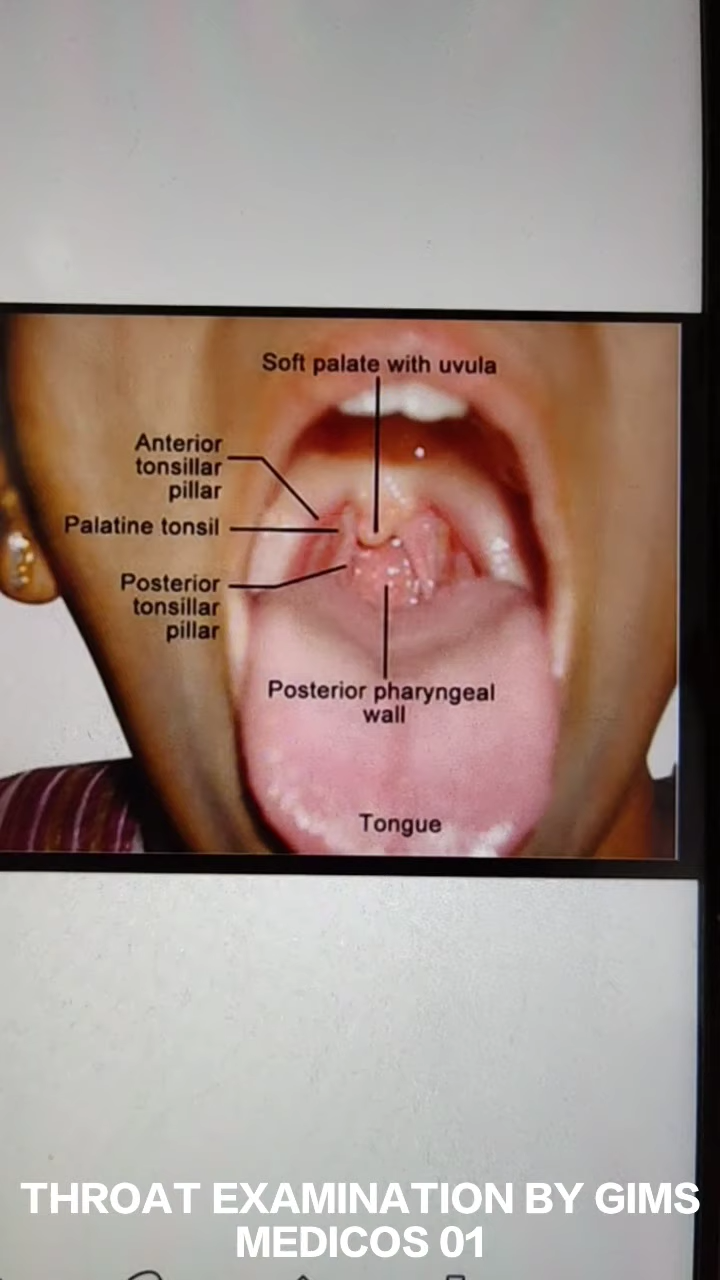 Soft palate with uvula
Anterior
tonsillar
pillar
Palatine tonsil
Posterior
tonsillar
pillar
Posterior pharyngeal
wall
Tongue
THROAT EXAMINATION BY GIMS
MEDICOS 01